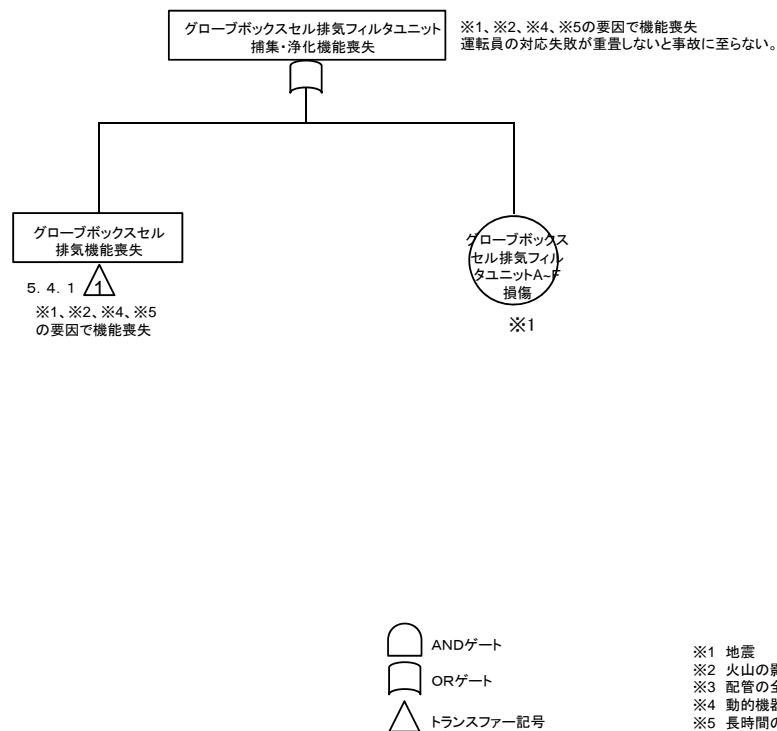 グローブボックスセル排気フィルタユニット
捕集・浄化機能喪失
※1、※2、※4、※5の要因で機能喪失
運転員の対応失敗が重畳しないと事故に至らない。
グローブボックスセル
排気機能喪失
5.4.1 1
※1、※2、※4、※5
の要因で機能喪失
グローブボックス
セル排気フィル
タユニットA~F
損傷
※1
ANDゲート
ORゲート
トランスファー記号
※1 地震
※2 火山の影
※3 配管の全
※4 動的機器
※5 長時間の